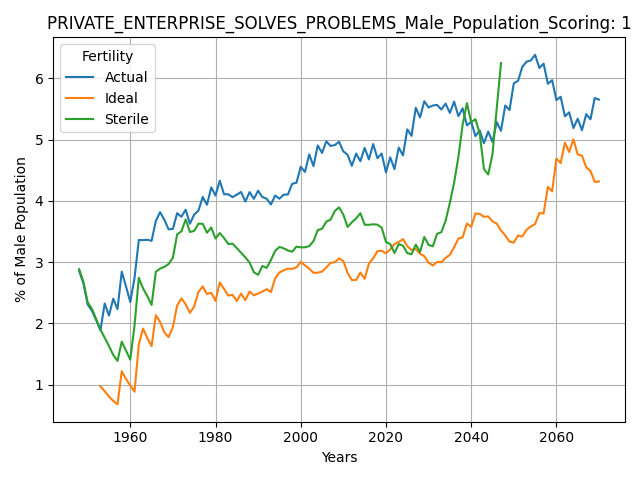 PRIVATE_ENTERPRISE_SOLVES_PROBLEMS_Male_Population_Scoring: 1
Fertility
Actual
Ideal
Sterile
% of Male Population
6
5
4
3
2
1
1960 1980 2000 2020 2040 2060
Years